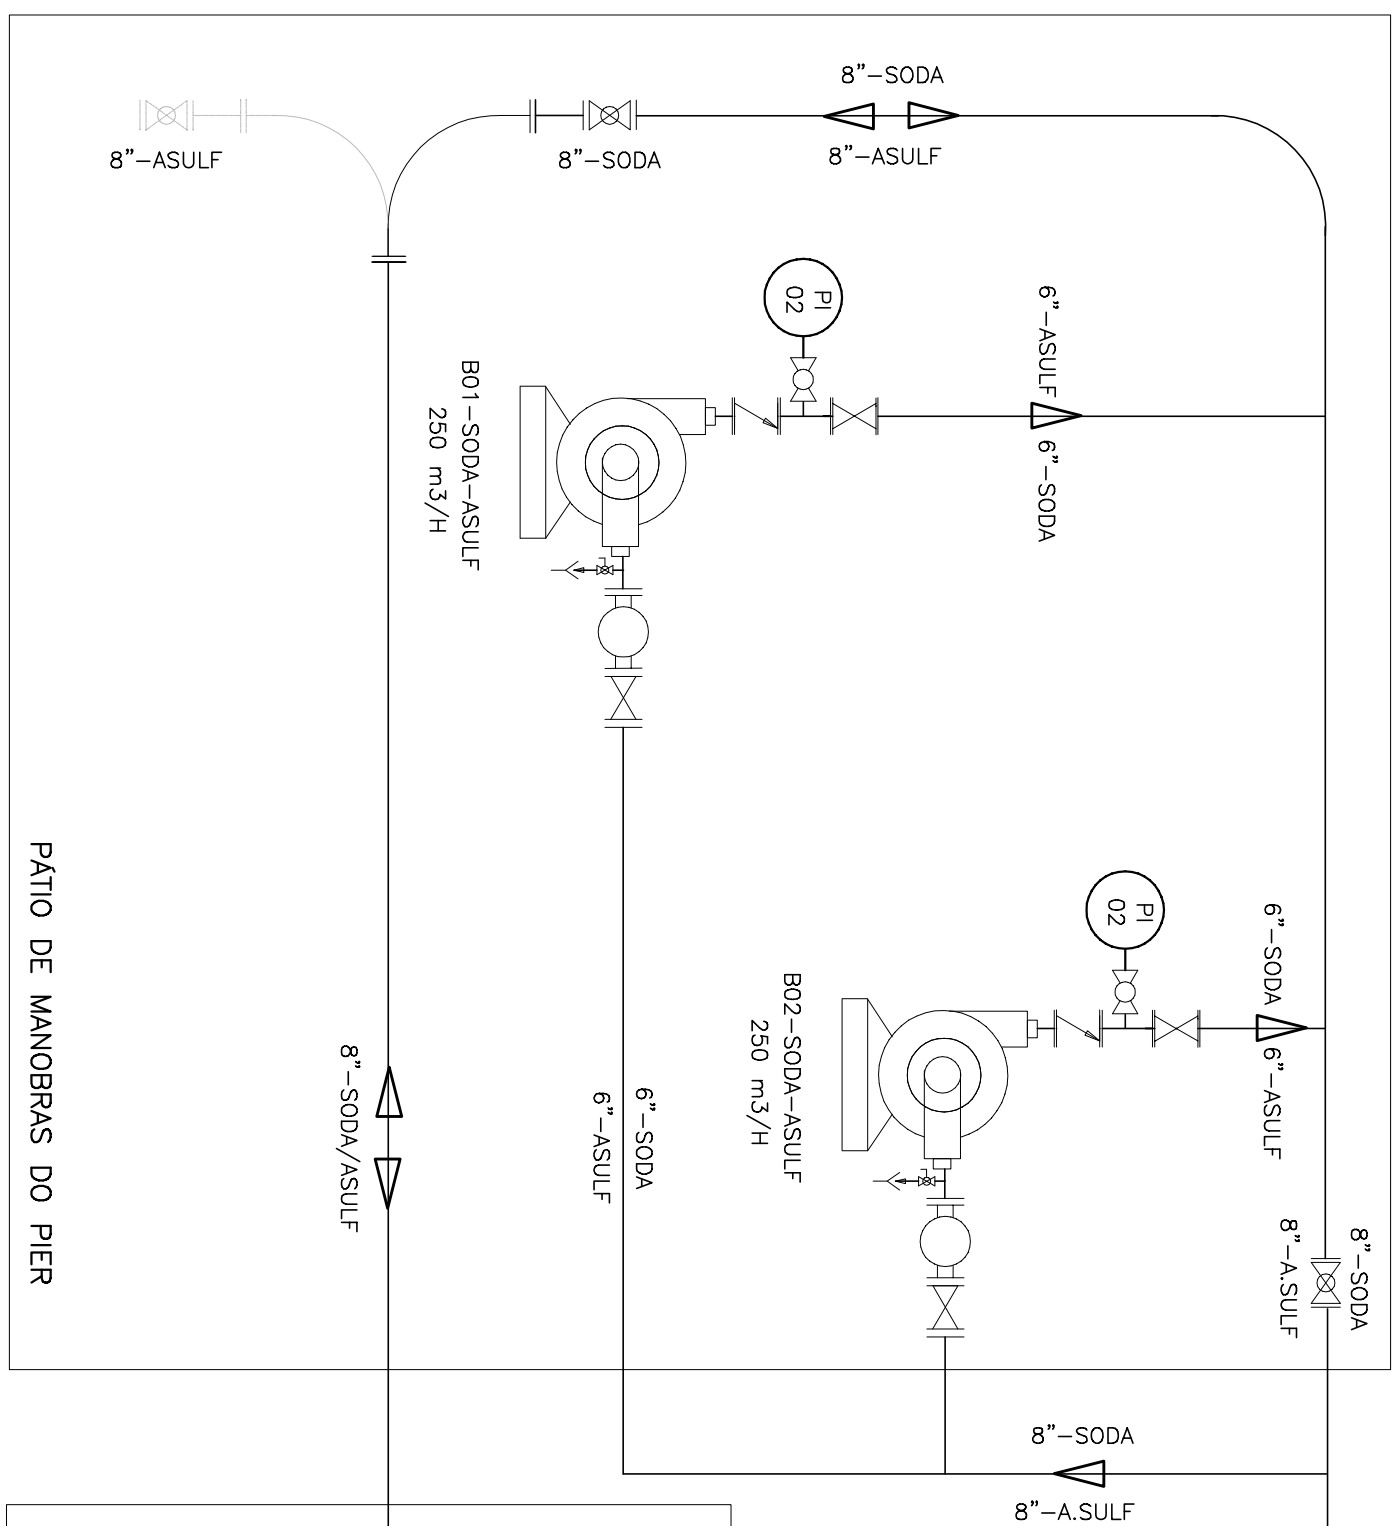 8"-SODA
8"-ASULF
8"-ASULF
8"-SODA
PI
02
6"-ASULF
6"-SODA
B01-SODA-ASULF
250 m3/H
PI
02
6"-SODA
6"-ASULF
B02-SODA-ASULF
250 m3/H
PÁTIO DE MANOBRAS DO PIER
8"-SODA/ASULF
6"-SODA
6"-ASULF
8"-SODA
8"-A.SULF
8"-SODA
8"-A.SULF